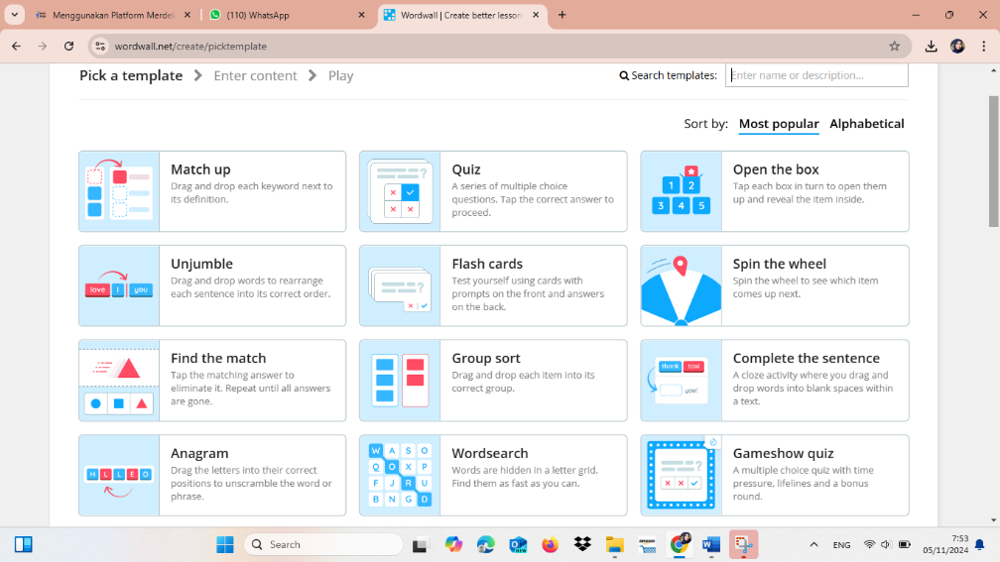 Menggunakan Platform Merdek
(110) WhatsApp
Wordwall | Create better lesson
wordwall.net/create/picktemplate
Pick a template > Enter content > Play
Search templates: Enter name or description...
Sort by: Most popular Alphabetical
Match up
Drag and drop each keyword next to
its definition.
Quiz
A series of multiple choice
questions. Tap the correct answer to
proceed.
1 2
3 4 5
Open the box
Tap each box in turn to open them
up and reveal the item inside.
love I you
Unjumble
Drag and drop words to rearrange
each sentence into its correct order.
Flash cards
Test yourself using cards with
prompts on the front and answers
on the back.
Spin the wheel
Spin the wheel to see which item
comes up next.
Find the match
Tap the matching answer to
eliminate it. Repeat until all answers
are gone.
Group sort
Drag and drop each item into its
correct group.
thank taxi
you!
Complete the sentence
A cloze activity where you drag and
drop words into blank spaces within
a text.
H L L E O
Anagram
Drag the letters into their correct
positions to unscramble the word or
phrase.
W A S O
Q O X P
F J R U
B N G D
Wordsearch
Words are hidden in a letter grid.
Find them as fast as you can.
Gameshow quiz
A multiple choice quiz with time
pressure, lifelines and a bonus
round.
Search
ENG
7:53
05/11/2024